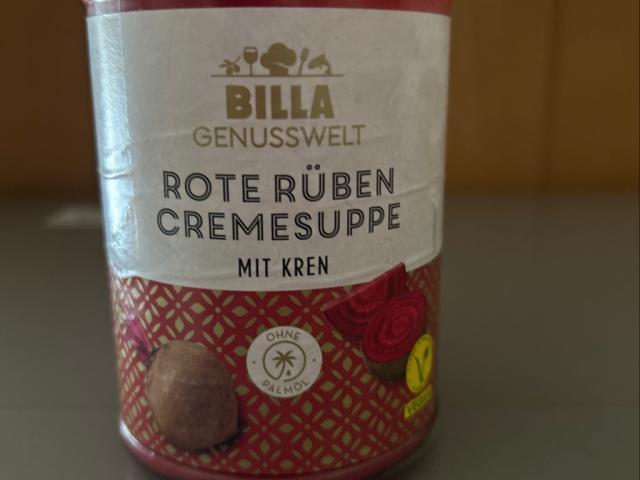 BILLA
GENUSSWELT
ROTE RÜBEN
CREMESUPPE
MIT KREN
OHNE
PALMÖL
V
VEGAN